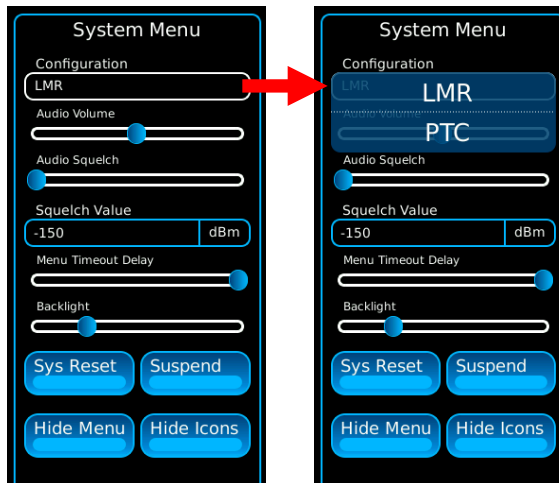 System Menu
Configuration
LMR
Audio Volume
Audio Squelch
Squelch Value
-150 dBm
Menu Timeout Delay
Backlight
Sys Reset Suspend
Hide Menu Hide Icons
System Menu
Configuration
LMR
LMR
Audio Volume
PTC
Audio Squelch
Squelch Value
-150 dBm
Menu Timeout Delay
Backlight
Sys Reset Suspend
Hide Menu Hide Icons